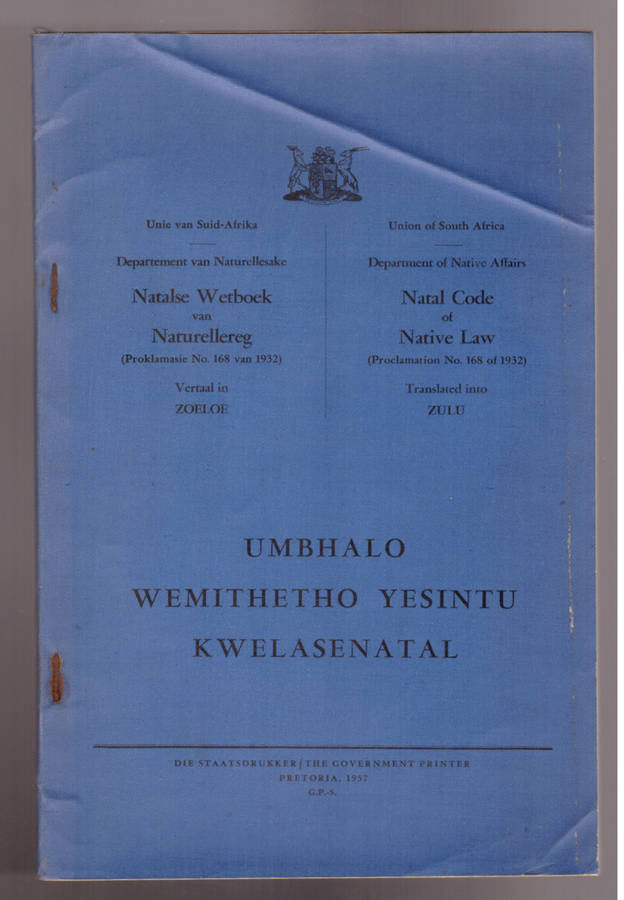 Unie van Suid-Afrika
Departement van Naturellesake
Natalse Wetboek
van
Naturellereg
(Proklamasie No. 168 van 1932)
Vertaal in
ZOELOE
Union of South Africa
Department of Native Affairs
Natal Code
of
Native Law
(Proclamation No. 168 of 1932)
Translated into
ZULU
UMBHALO
WEMITHETHO YESINTU
KWELASENATAL
DIE STAATSDRUKKER/THE GOVERNMENT PRINTER
PRETORIA, 1957
G.P.-S.